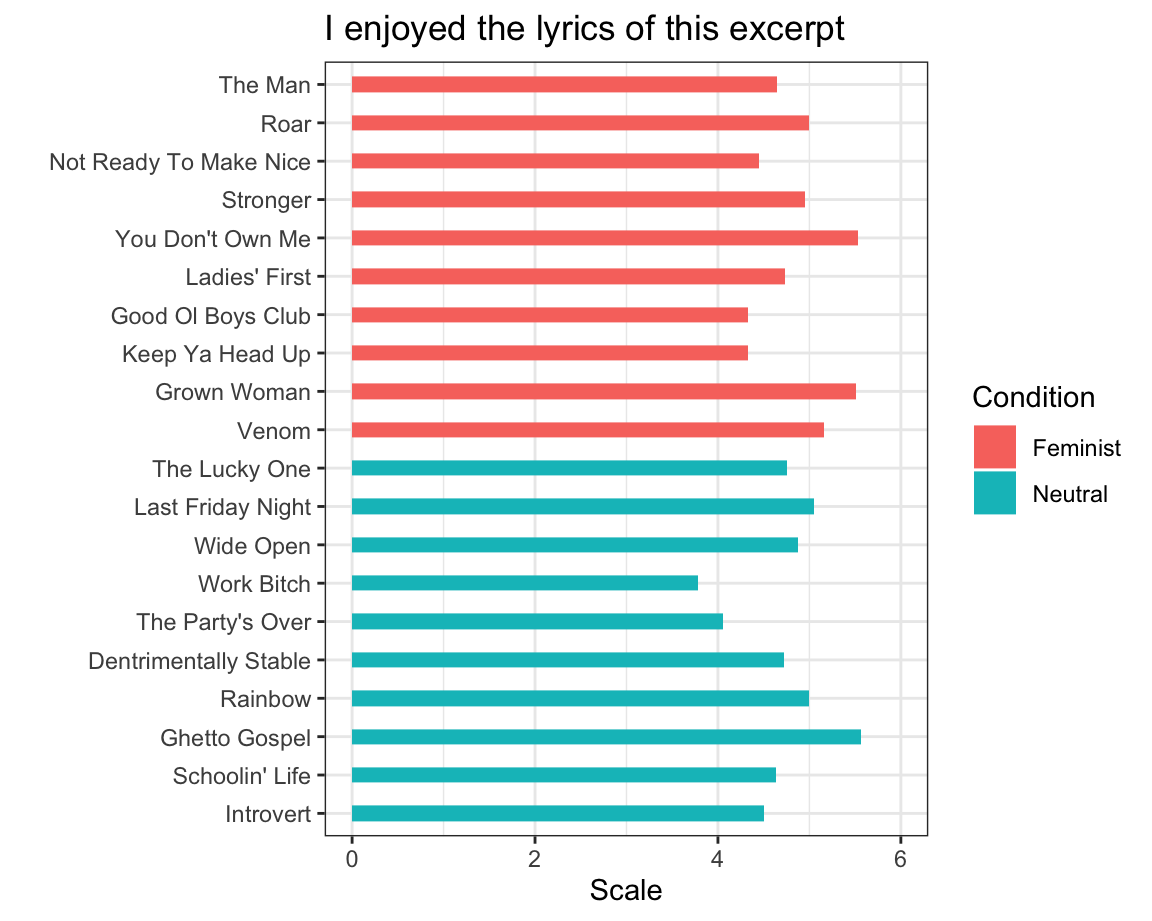 I enjoyed the lyrics of this excerpt
The Man
Roar
Not Ready To Make Nice
Stronger
You Don't Own Me
Ladies' First
Good Ol Boys Club
Keep Ya Head Up
Grown Woman
Venom
The Lucky One
Last Friday Night
Wide Open
Work Bitch
The Party's Over
Dentrimentally Stable
Rainbow
Ghetto Gospel
Schoolin' Life
Introvert
0 2 4 6
Scale
Condition
Feminist
Neutral